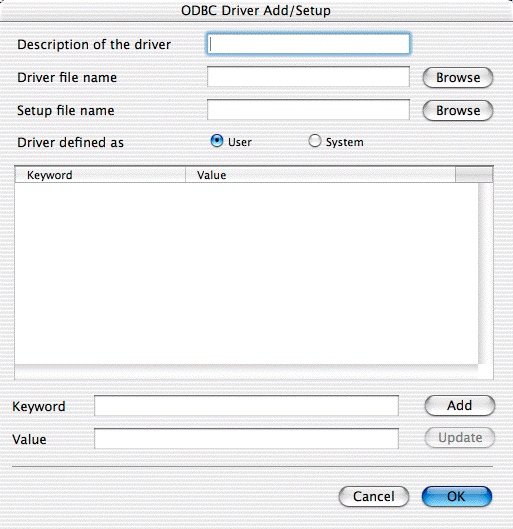 ODBC Driver Add/Setup
Description of the driver
Driver file name Browse
Setup file name Browse
Driver defined as User System
Keyword Value
Keyword Add
Value Update
Cancel OK